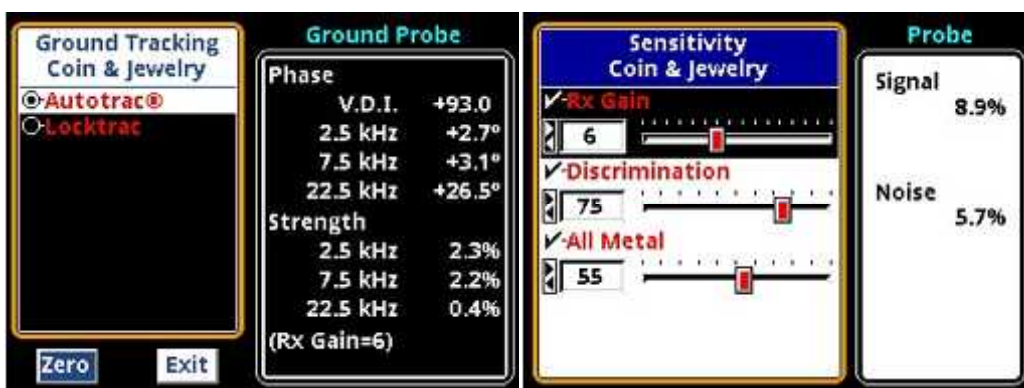 Ground Tracking
Coin & Jewelry
Autotrac®
Locktrac
Zero
Exit
Ground Probe
Phase
V.D.I. +93.0
2.5 kHz +2.7°
7.5 kHz +3.1°
22.5 kHz +26.5°
Strength
2.5 kHz 2.3%
7.5 kHz 2.2%
22.5 kHz 0.4%
(Rx Gain=6)
Sensitivity
Coin & Jewelry
Rx Gain
6
Discrimination
75
All Metal
55
Probe
Signal
8.9%
Noise
5.7%